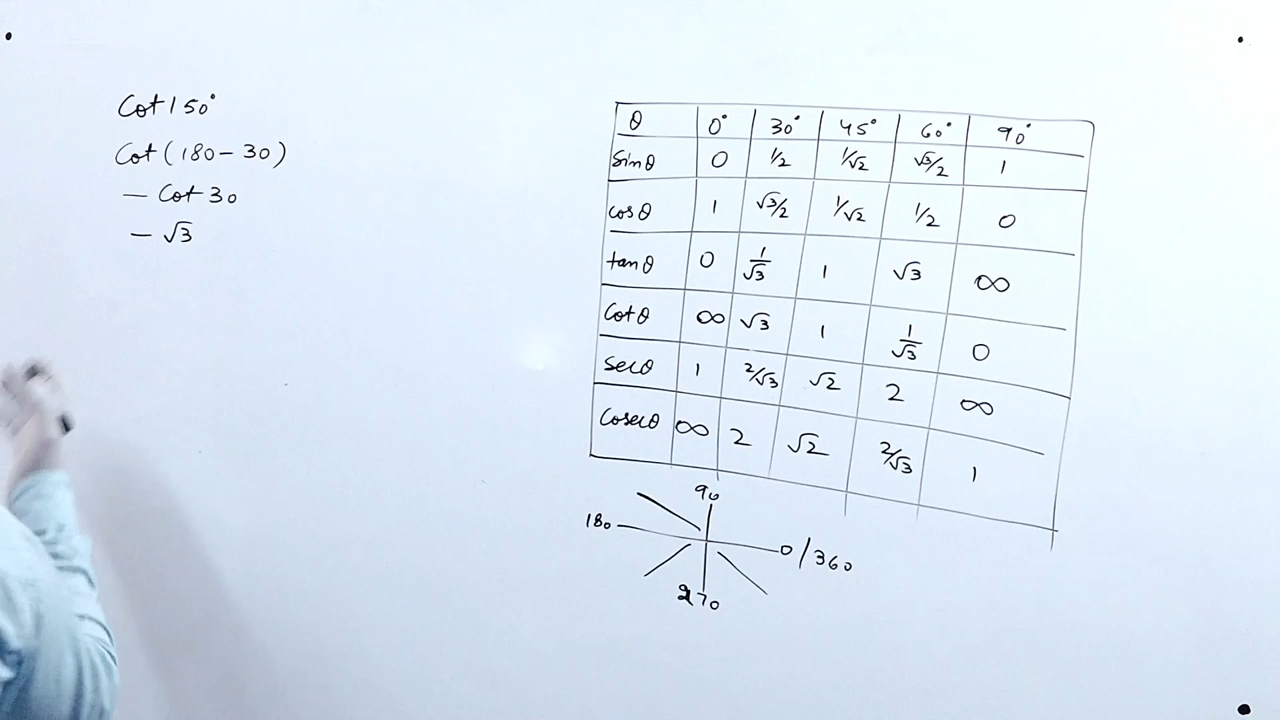 Cot 150°
Cot (180 - 30)
- Cot 30
- √3
θ 0° 30° 45° 60° 90°
sinθ 0 1/2 1/√2 √3/2 1
cosθ 1 √3/2 1/√2 1/2 0
tanθ 0 1/√3 1 √3 ∞
Cotθ ∞ √3 1 1/√3 0
secθ 1 2/√3 √2 2 ∞
Cosecθ ∞ 2 √2 2/√3 1
90
180
0/360
270